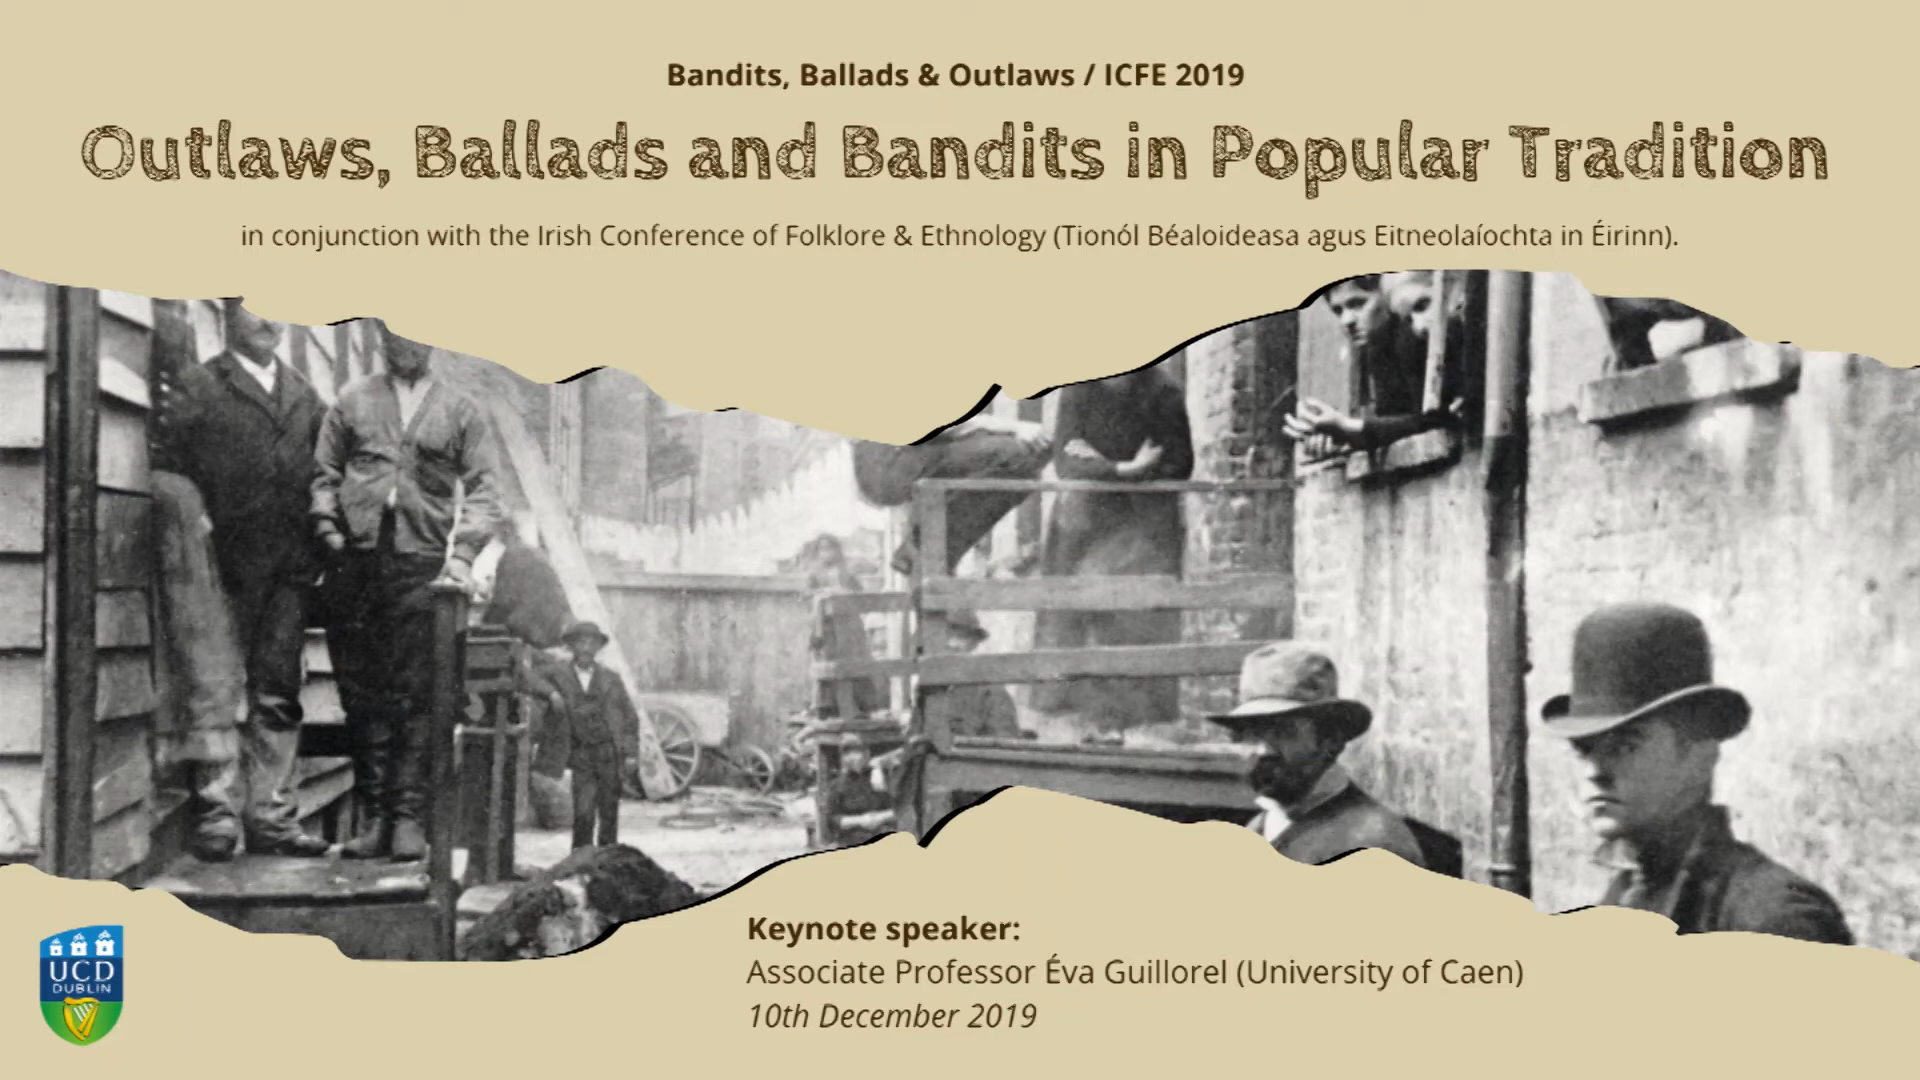 Bandits, Ballads & Outlaws / ICFE 2019
Outlaws, Ballads and Bandits in Popular Tradition
in conjunction with the Irish Conference of Folklore & Ethnology (Tionól Béaloideasa agus Eitneolaíochta in Éirinn).
Keynote speaker:
Associate Professor Éva Guillorel (University of Caen)
10th December 2019
UCD
DUBLIN